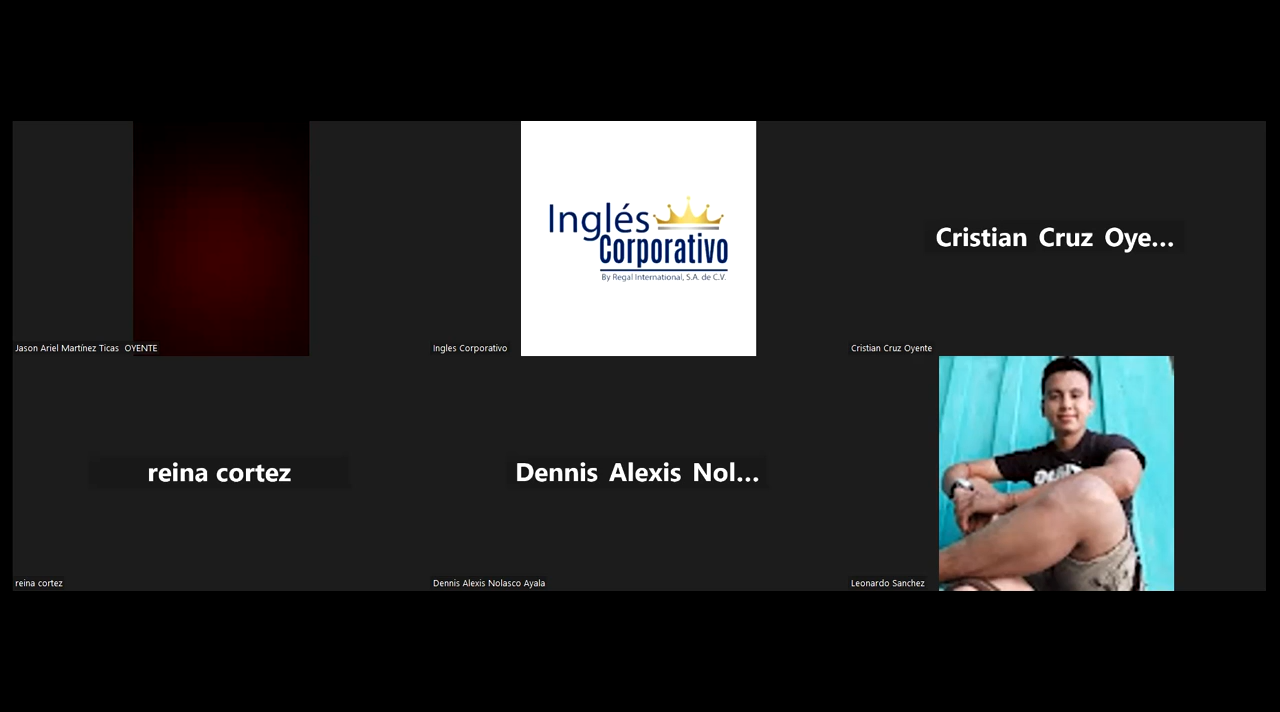 Inglés
Corporativo
By Regal International, S.A. de C.V.
Cristian Cruz Oye...
Jason Ariel Martínez Ticas OYENTE
Ingles Corporativo
Cristian Cruz Oyente
reina cortez
Dennis Alexis Nol...
reina cortez
Dennis Alexis Nolasco Ayala
Leonardo Sanchez